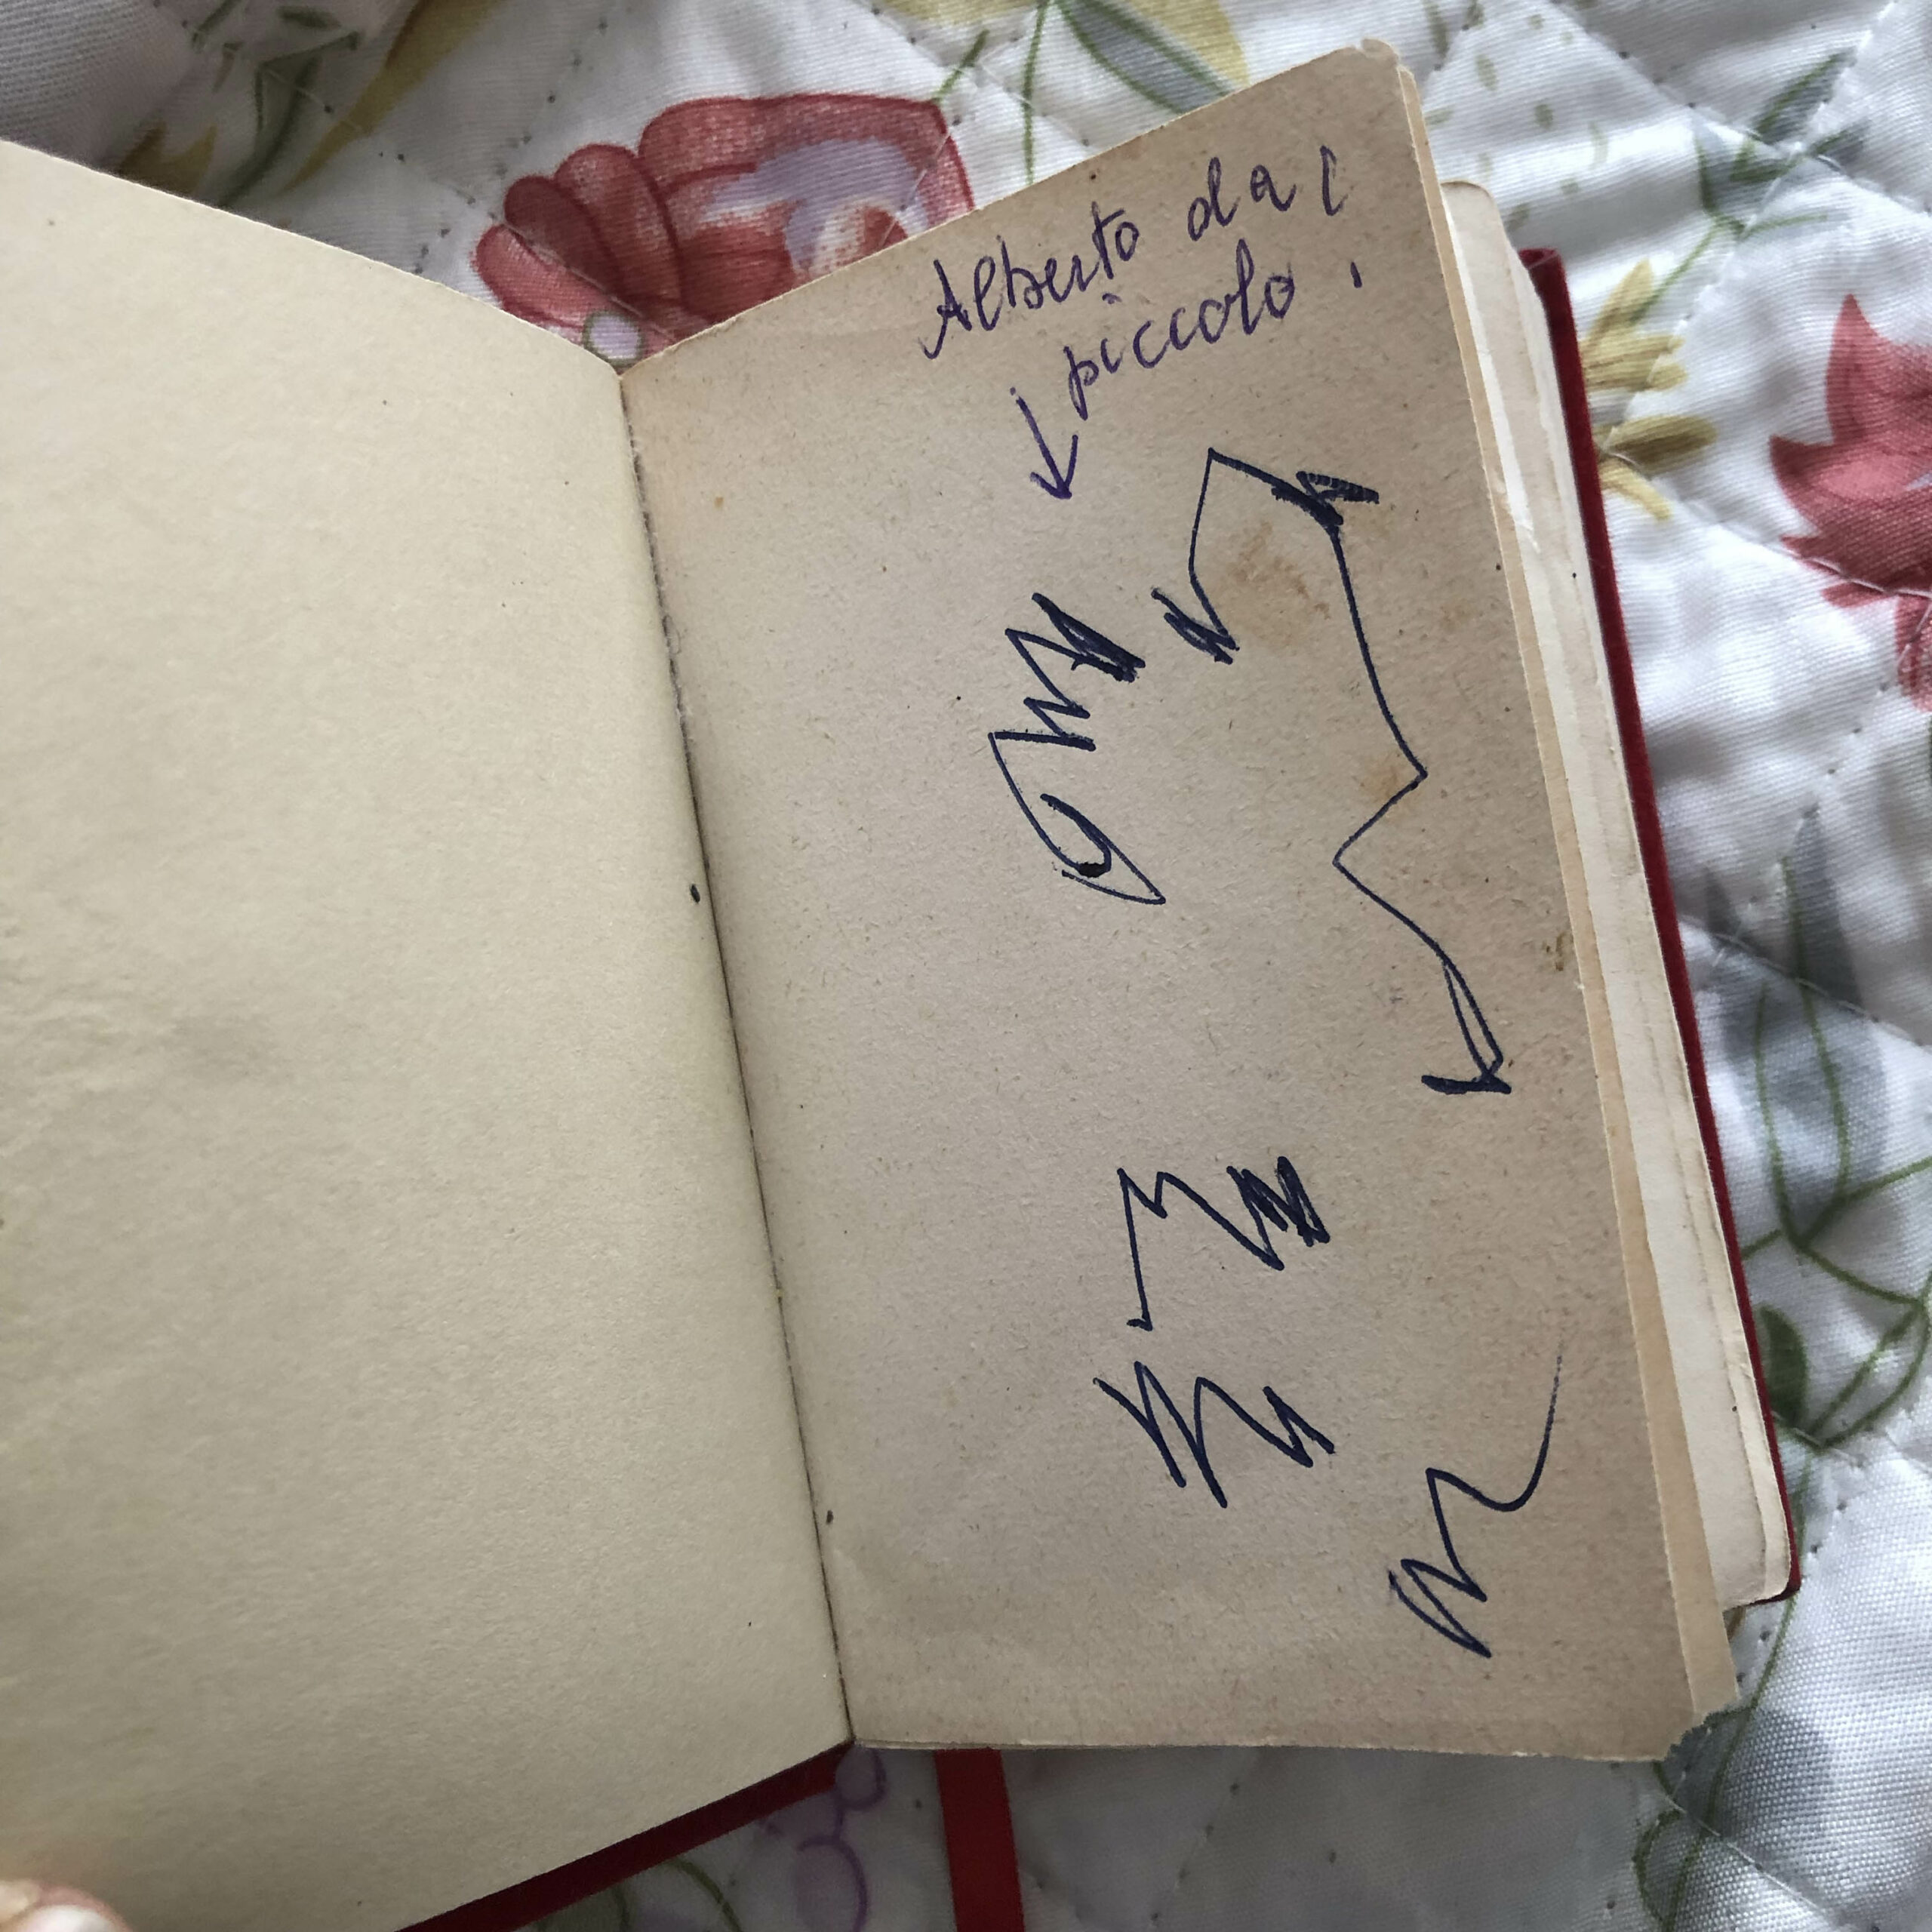 Alberto da
piccolo !